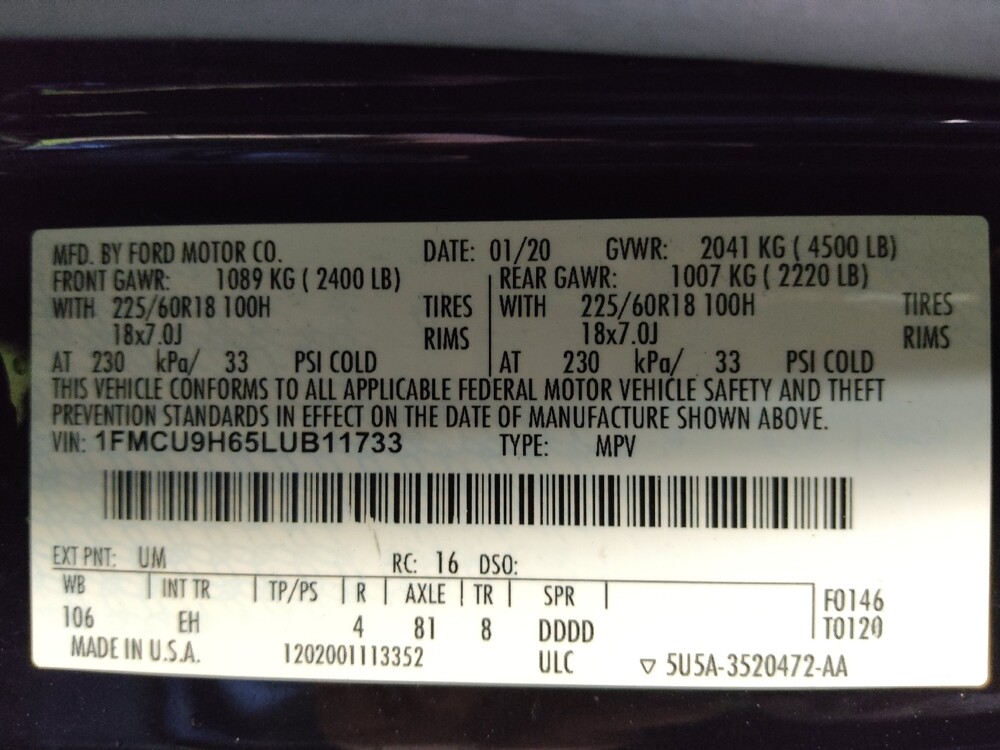 MFD. BY FORD MOTOR CO. DATE: 01/20 GVWR: 2041 KG ( 4500 LB)
FRONT GAWR: 1089 KG ( 2400 LB) REAR GAWR: 1007 KG ( 2220 LB)
WITH 225/60R18 100H TIRES WITH 225/60R18 100H TIRES
18x7.0J RIMS 18x7.0J RIMS
AT 230 kPa/ 33 PSI COLD AT 230 kPa/ 33 PSI COLD
THIS VEHICLE CONFORMS TO ALL APPLICABLE FEDERAL MOTOR VEHICLE SAFETY AND THEFT
PREVENTION STANDARDS IN EFFECT ON THE DATE OF MANUFACTURE SHOWN ABOVE.
VIN: 1FMCU9H65LUB11733 TYPE: MPV
EXT PNT: UM RC: 16 DSO:
WB INT TR TP/PS R AXLE TR SPR F0146
106 EH 4 81 8 DDDD T0120
MADE IN U.S.A. 1202001113352 ULC ▽ 5U5A-3520472-AA